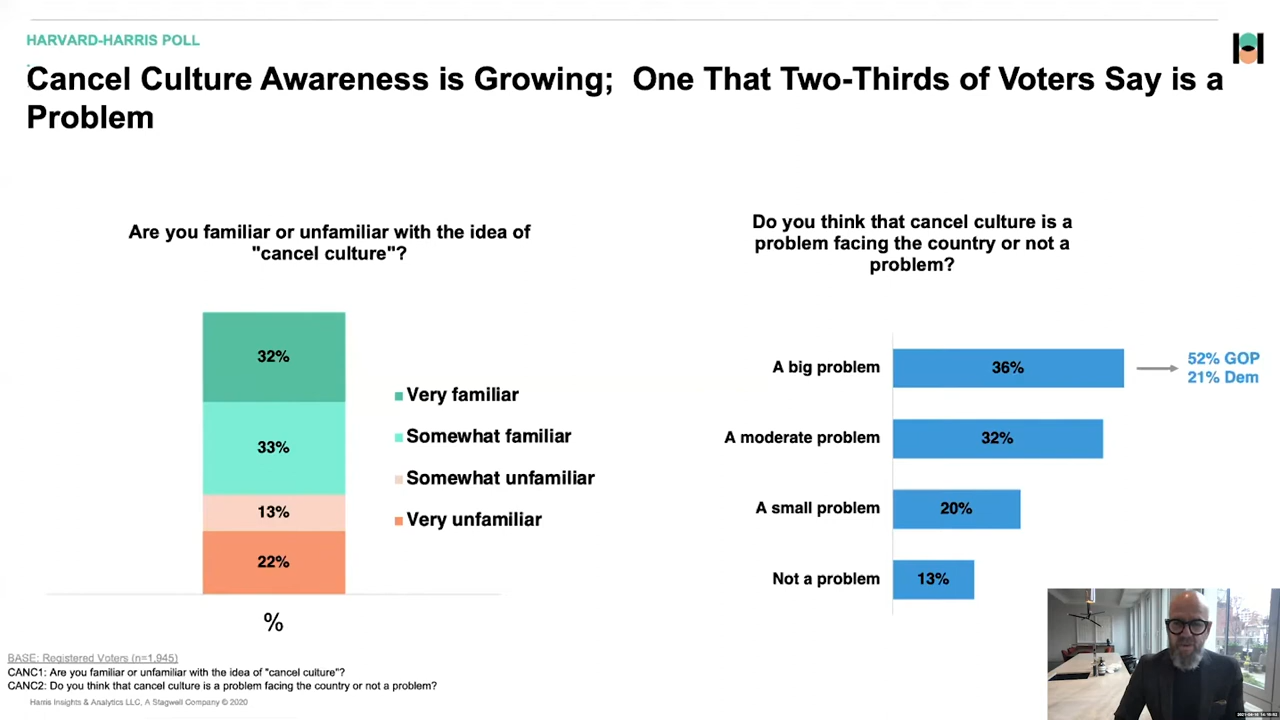 HARVARD-HARRIS POLL
Cancel Culture Awareness is Growing; One That Two-Thirds of Voters Say is a
Problem
Are you familiar or unfamiliar with the idea of
"cancel culture"?
32%
33%
13%
22%
%
Very familiar
Somewhat familiar
Somewhat unfamiliar
Very unfamiliar
Do you think that cancel culture is a
problem facing the country or not a
problem?
A big problem
36%
52% GOP
21% Dem
A moderate problem
32%
A small problem
20%
Not a problem
13%
BASE: Registered Voters (n=1,945)
CANC1: Are you familiar or unfamiliar with the idea of "cancel culture"?
CANC2: Do you think that cancel culture is a problem facing the country or not a problem?
Harris Insights & Analytics LLC, A Stagwell Company © 2020